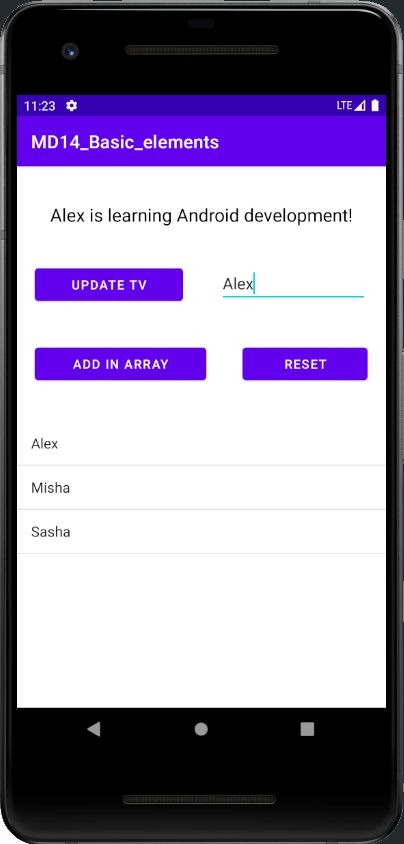 11:23 LTE
MD14_Basic_elements
Alex is learning Android development!
UPDATE TV Alex
ADD IN ARRAY RESET
Alex
Misha
Sasha